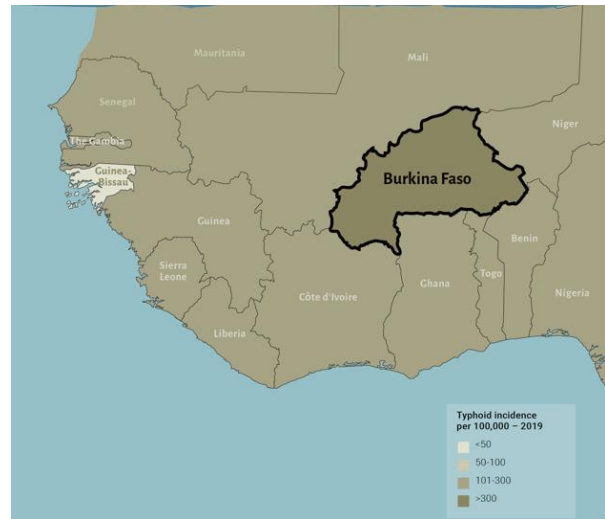 Mauritania
Mali
Senegal
Niger
The Gambia
Guinea-
Bissau
Burkina Faso
Guinea
Benin
Sierra
Leone
Ghana
Togo
Côte d'Ivoire
Nigeria
Liberia
Typhoid incidence
per 100,000 – 2019
<50
50-100
101-300
>300